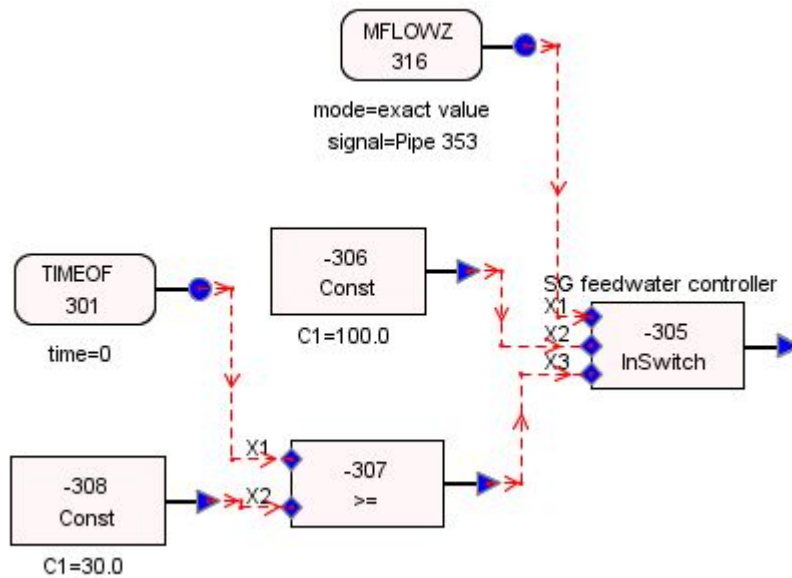 MFLOWZ
316
mode=exact value
signal=Pipe 353
TIMEOF
301
time=0
-306
Const
C1=100.0
SG feedwater controller
X1
X2
X3
-305
InSwitch
X1
X2
-307
>=
-308
Const
C1=30.0